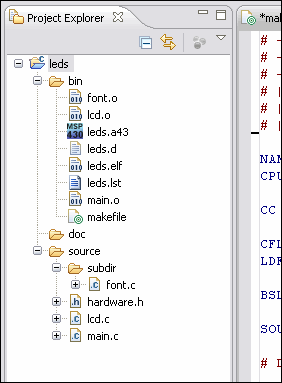 Project Explorer
*mal
leds
bin
font.o
lcd.o
MSP 430 leds.a43
leds.d
leds.elf
leds.lst
main.o
makefile
doc
source
subdir
font.c
hardware.h
lcd.c
main.c
# -
# -
# |
# |
# |
# |
NAM
CPU
CC
CFL
LDF
BSL
SOU
# D